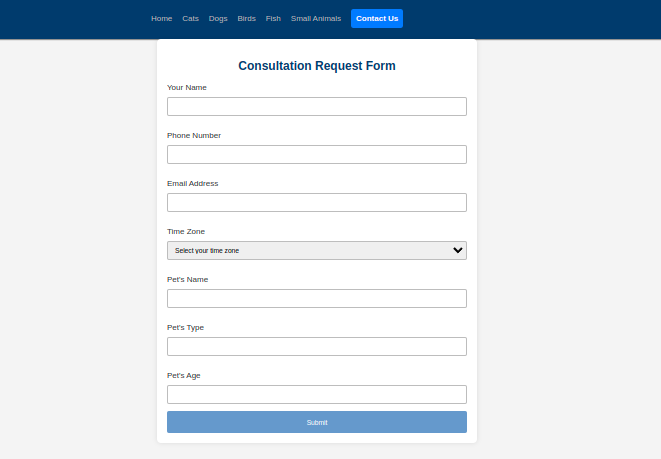 Home Cats Dogs Birds Fish Small Animals Contact Us
Consultation Request Form
Your Name
Phone Number
Email Address
Time Zone
Select your time zone
Pet's Name
Pet's Type
Pet's Age
Submit